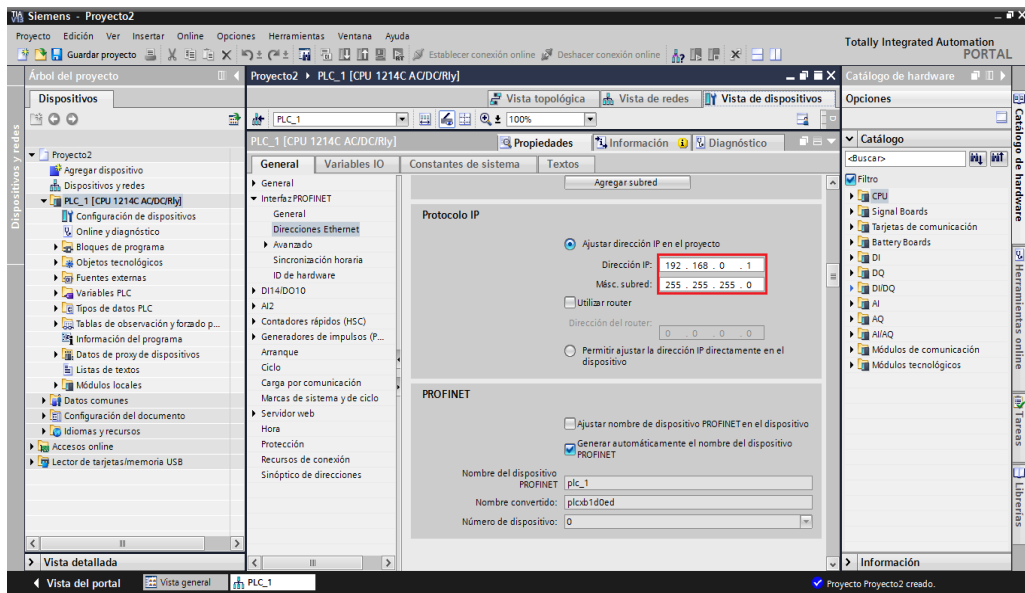 Siemens - Proyecto2
Proyecto Edición Ver Insertar Online Opciones Herramientas Ventana Ayuda
Totally Integrated Automation
PORTAL
Guardar proyecto
Establecer conexión online
Deshacer conexión online
Árbol del proyecto
Dispositivos
Dispositivos y redes
Proyecto2
Agregar dispositivo
Dispositivos y redes
PLC_1 [CPU 1214C AC/DC/Rly]
Configuración de dispositivos
Online y diagnóstico
Bloques de programa
Objetos tecnológicos
Fuentes externas
Variables PLC
Tipos de datos PLC
Tablas de observación y forzado p...
Información del programa
Datos de proxy de dispositivos
Listas de textos
Módulos locales
Datos comunes
Configuración del documento
Idiomas y recursos
Accesos online
Lector de tarjetas/memoria USB
Vista detallada
Proyecto2 PLC_1 [CPU 1214C AC/DC/Rly]
Vista topológica
Vista de redes
Vista de dispositivos
PLC_1
100%
PLC_1 [CPU 1214C AC/DC/Rly]
Propiedades
Información
Diagnóstico
General
Variables IO
Constantes de sistema
Textos
General
Interfaz PROFINET
General
Direcciones Ethernet
Avanzado
Sincronización horaria
ID de hardware
DI14/DO10
AI2
Contadores rápidos (HSC)
Generadores de impulsos (P...
Arranque
Ciclo
Carga por comunicación
Marcas de sistema y de ciclo
Servidor web
Hora
Protección
Recursos de conexión
Sinóptico de direcciones
Agregar subred
Protocolo IP
Ajustar dirección IP en el proyecto
Dirección IP: 192 . 168 . 0 . 1
Másc. subred: 255 . 255 . 255 . 0
Utilizar router
Dirección del router: 0 . 0 . 0 . 0
Permitir ajustar la dirección IP directamente en el
dispositivo
PROFINET
Ajustar nombre de dispositivo PROFINET en el dispositivo
Generar automáticamente el nombre del dispositivo
PROFINET
Nombre del dispositivo
PROFINET plc_1
Nombre convertido: plcxb1d0ed
Número de dispositivo: 0
Catálogo de hardware
Opciones
Catálogo
<Buscar>
Filtro
CPU
Signal Boards
Tarjetas de comunicación
Battery Boards
DI
DQ
DI/DQ
AI
AQ
AI/AQ
Módulos de comunicación
Módulos tecnológicos
Información
Catálogo de hardware
Herramientas online
Tareas
Librerías
Vista del portal
Vista general
PLC_1
Proyecto Proyecto2 creado.